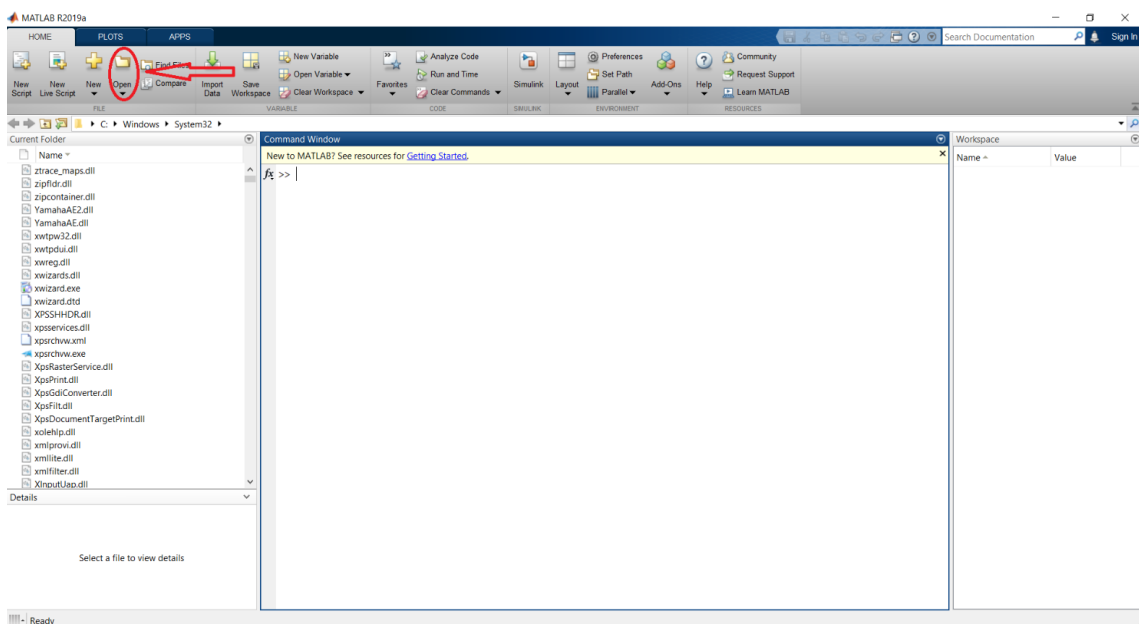 MATLAB R2019a
HOME PLOTS APPS
Search Documentation Sign In
New Script
New Live Script
New
Open
Find Files
Compare
Import Data
Save Workspace
New Variable
Open Variable
Clear Workspace
Favorites
Analyze Code
Run and Time
Clear Commands
Simulink
Layout
Preferences
Set Path
Parallel
Add-Ons
Help
Community
Request Support
Learn MATLAB
FILE VARIABLE CODE SIMULINK ENVIRONMENT RESOURCES
C: Windows System32
Current Folder
Name
ztrace_maps.dll
zipfldr.dll
zipcontainer.dll
YamahaAE2.dll
YamahaAE.dll
xwtpw32.dll
xwtpdui.dll
xwreg.dll
xwizards.dll
xwizard.exe
xwizard.dtd
XPSSHHDR.dll
xpsservices.dll
xpsrchvw.xml
xpsrchvw.exe
XpsRasterService.dll
XpsPrint.dll
XpsGdiConverter.dll
XpsFilt.dll
XpsDocumentTargetPrint.dll
xolehlp.dll
xmlprovi.dll
xmllite.dll
xmlfilter.dll
XInputUap.dll
Details
Select a file to view details
Command Window
New to MATLAB? See resources for Getting Started.
fx >>
Workspace
Name Value
Ready